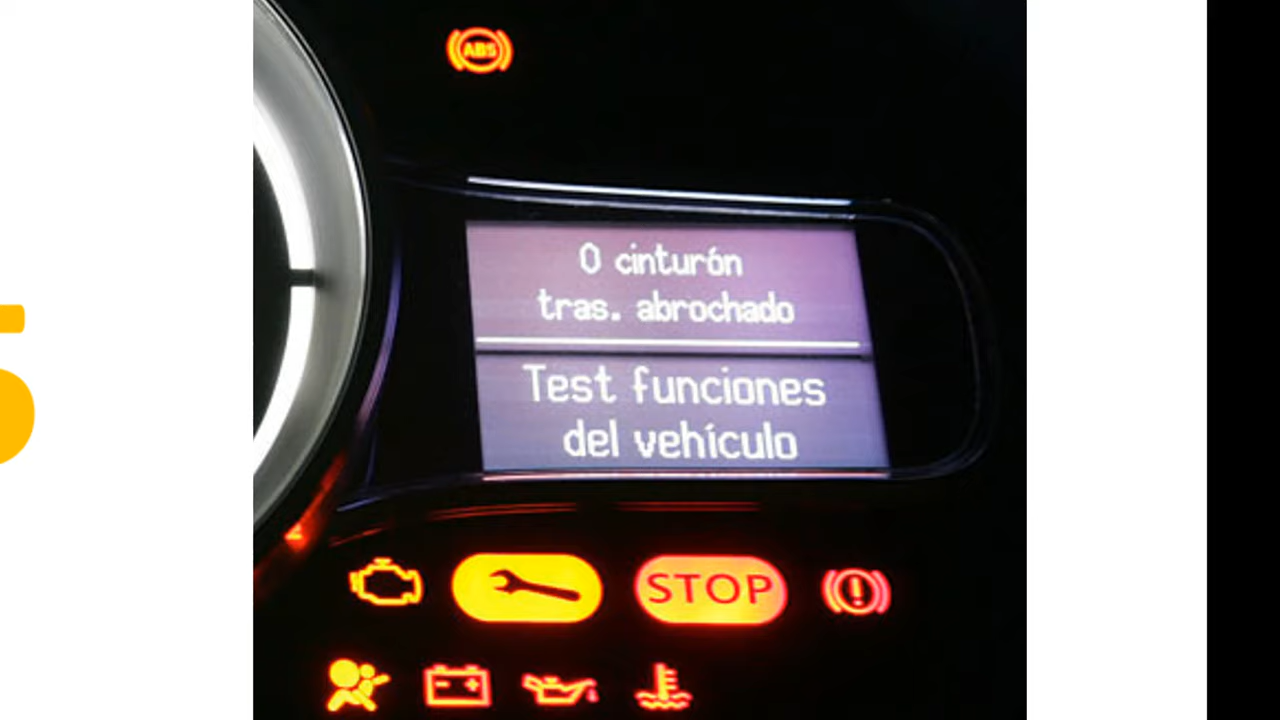 ABS
0 cinturón
tras. abrochado
Test funciones
del vehículo
STOP